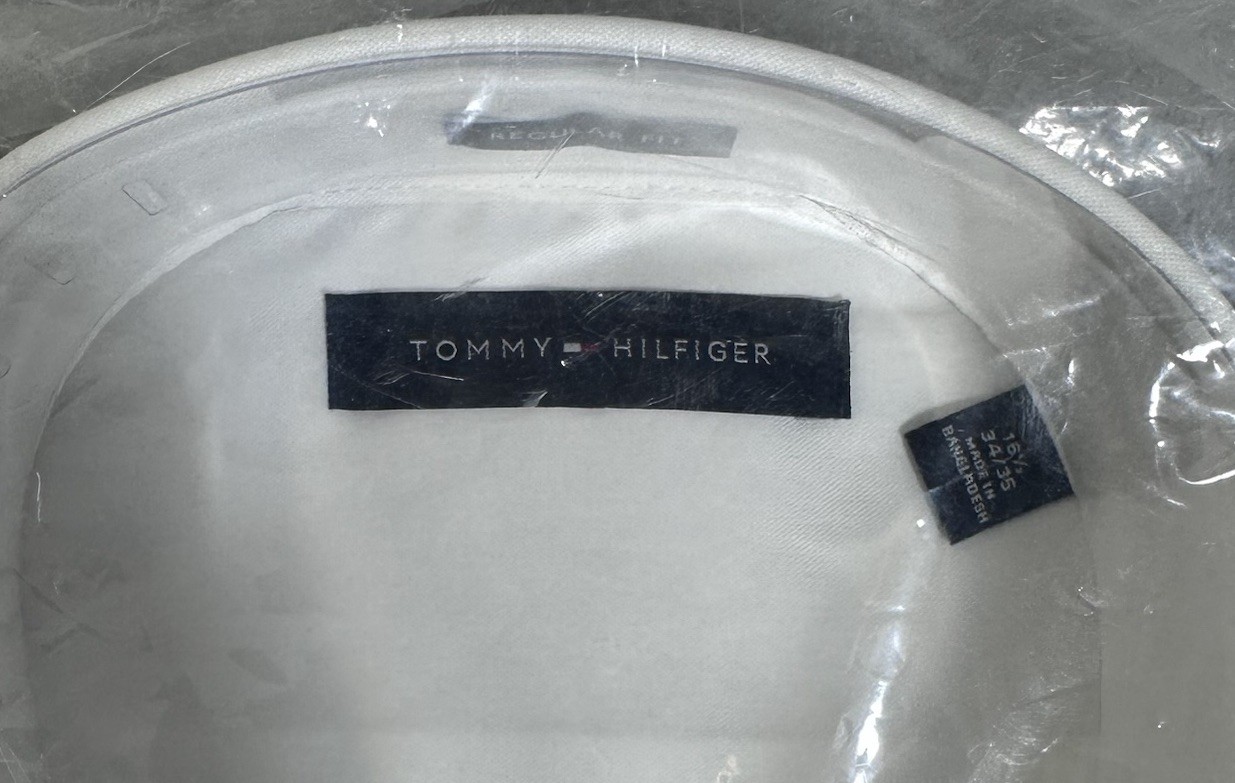 REGULAR FIT
TOMMY HILFIGER
16½
34/35
MADE IN
BANGLADESH